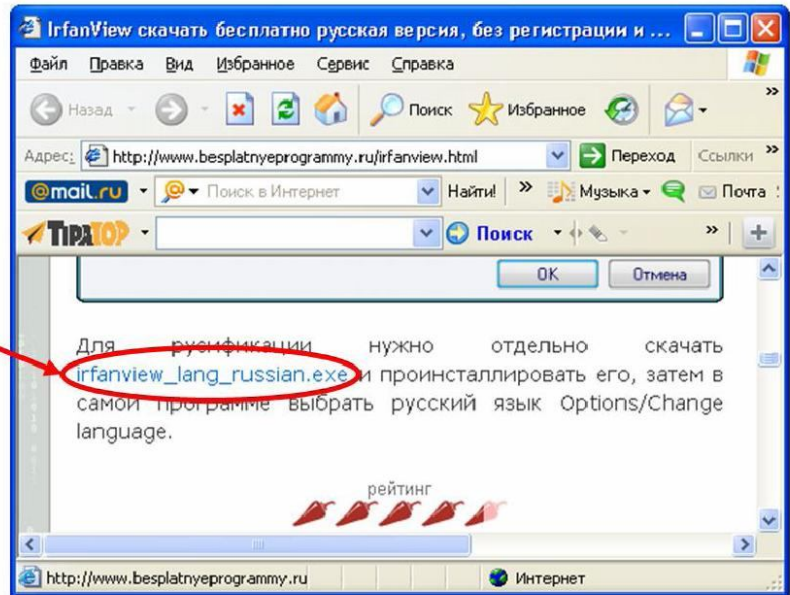 IrfanView скачать бесплатно русская версия, без регистрации и ...
Файл Правка Вид Избранное Сервис Справка
Назад Поиск Избранное »
Адрес: http://www.besplatnyeprogrammy.ru/irfanview.html Переход Ссылки »
@mail.ru Поиск в Интернет Найти! » Музыка Почта
ТИРАТОР Поиск »
ОК Отмена
Для русификации нужно отдельно скачать
irfanview_lang_russian.exe и проинсталлировать его, затем в
самой программе выбрать русский язык Options/Change
language.
рейтинг
http://www.besplatnyeprogrammy.ru Интернет